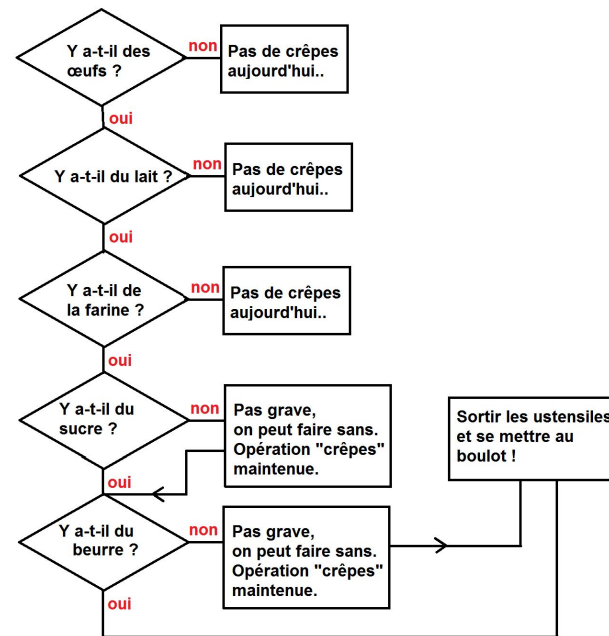 Y a-t-il des
œufs ?
non
Pas de crêpes
aujourd'hui..
oui
Y a-t-il du lait ?
non
Pas de crêpes
aujourd'hui..
oui
Y a-t-il de
la farine ?
non
Pas de crêpes
aujourd'hui..
oui
Y a-t-il du
sucre ?
non
Pas grave,
on peut faire sans.
Opération "crêpes"
maintenue.
oui
Y a-t-il du
beurre ?
non
Pas grave,
on peut faire sans.
Opération "crêpes"
maintenue.
oui
Sortir les ustensiles
et se mettre au
boulot !